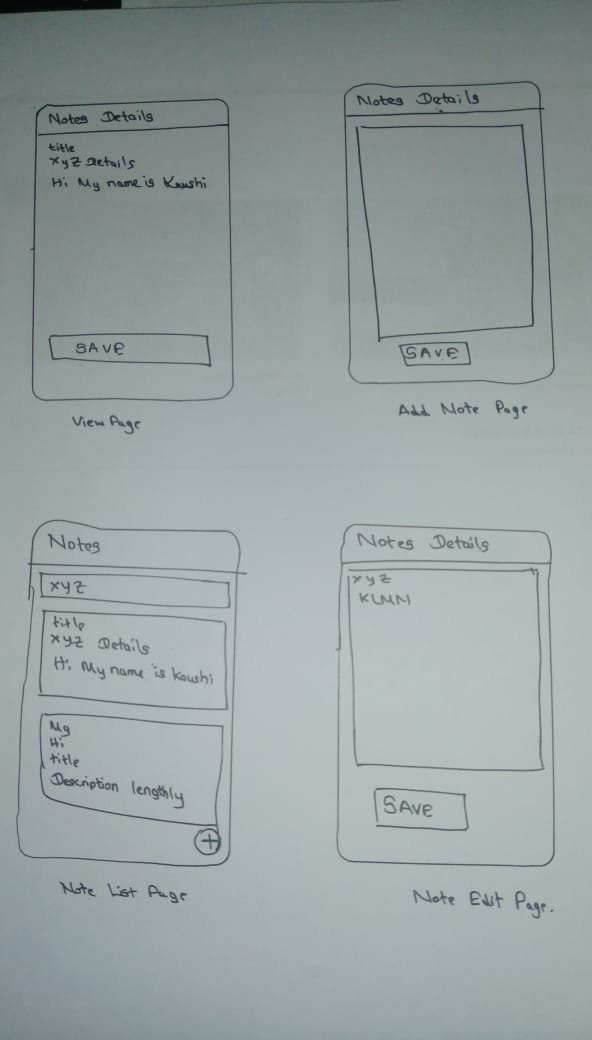 Notes Details
title
xyz Details
Hi My name is Kaushi
SAVE
View Page
Notes Details
SAVE
Add Note Page
Notes
xyz
title
xyz Details
Hi, My name is Kaushi
My
Hi
title
Description lengthly
+
Note List Page
Notes Details
xyz
KLMN
SAVE
Note Edit Page.